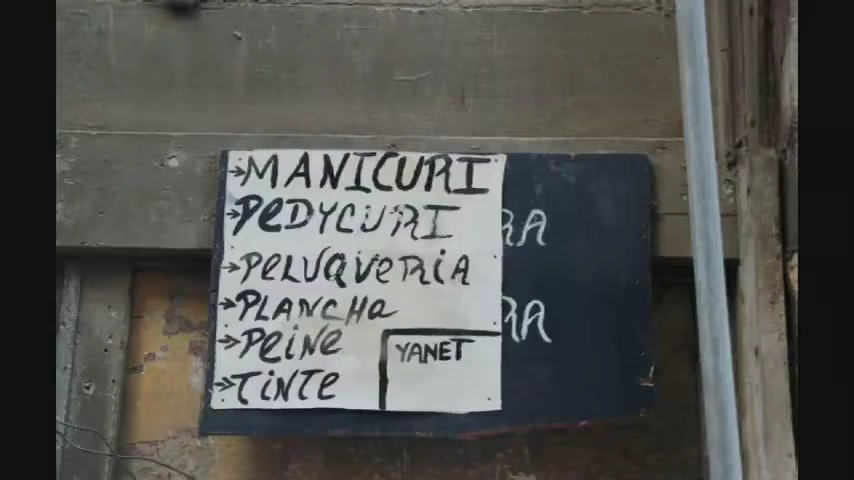 →MANICURI
→PeDYCURI
RA
→PeLUQVeRiA
→PLANCHa
RA
→PeiNe
YANET
→TiNTe